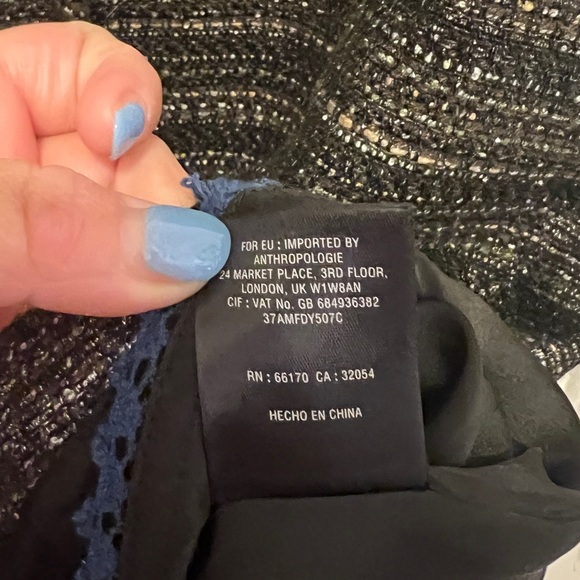 FOR EU : IMPORTED BY
ANTHROPOLOGIE
24 MARKET PLACE, 3RD FLOOR,
LONDON, UK W1W8AN
CIF : VAT No. GB 684936382
37AMFDY507C
RN : 66170 CA : 32054
HECHO EN CHINA